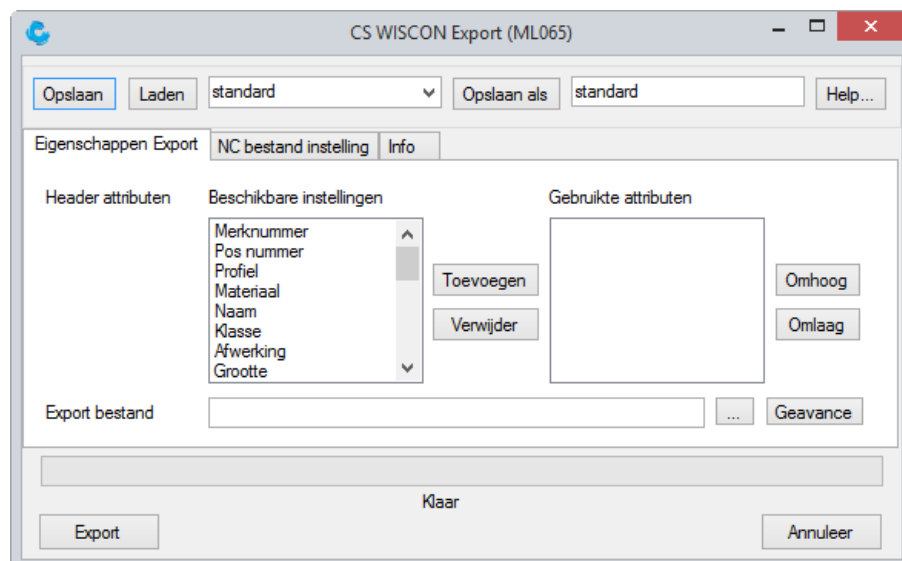 CS WISCON Export (ML065)
Opslaan Laden standard Opslaan als standard Help...
Eigenschappen Export NC bestand instelling Info
Header attributen Beschikbare instellingen Gebruikte attributen
Merknummer
Pos nummer
Profiel
Materiaal
Naam
Klasse
Afwerking
Grootte
Toevoegen Omhoog
Verwijder Omlaag
Export bestand ... Geavance
Klaar
Export Annuleer